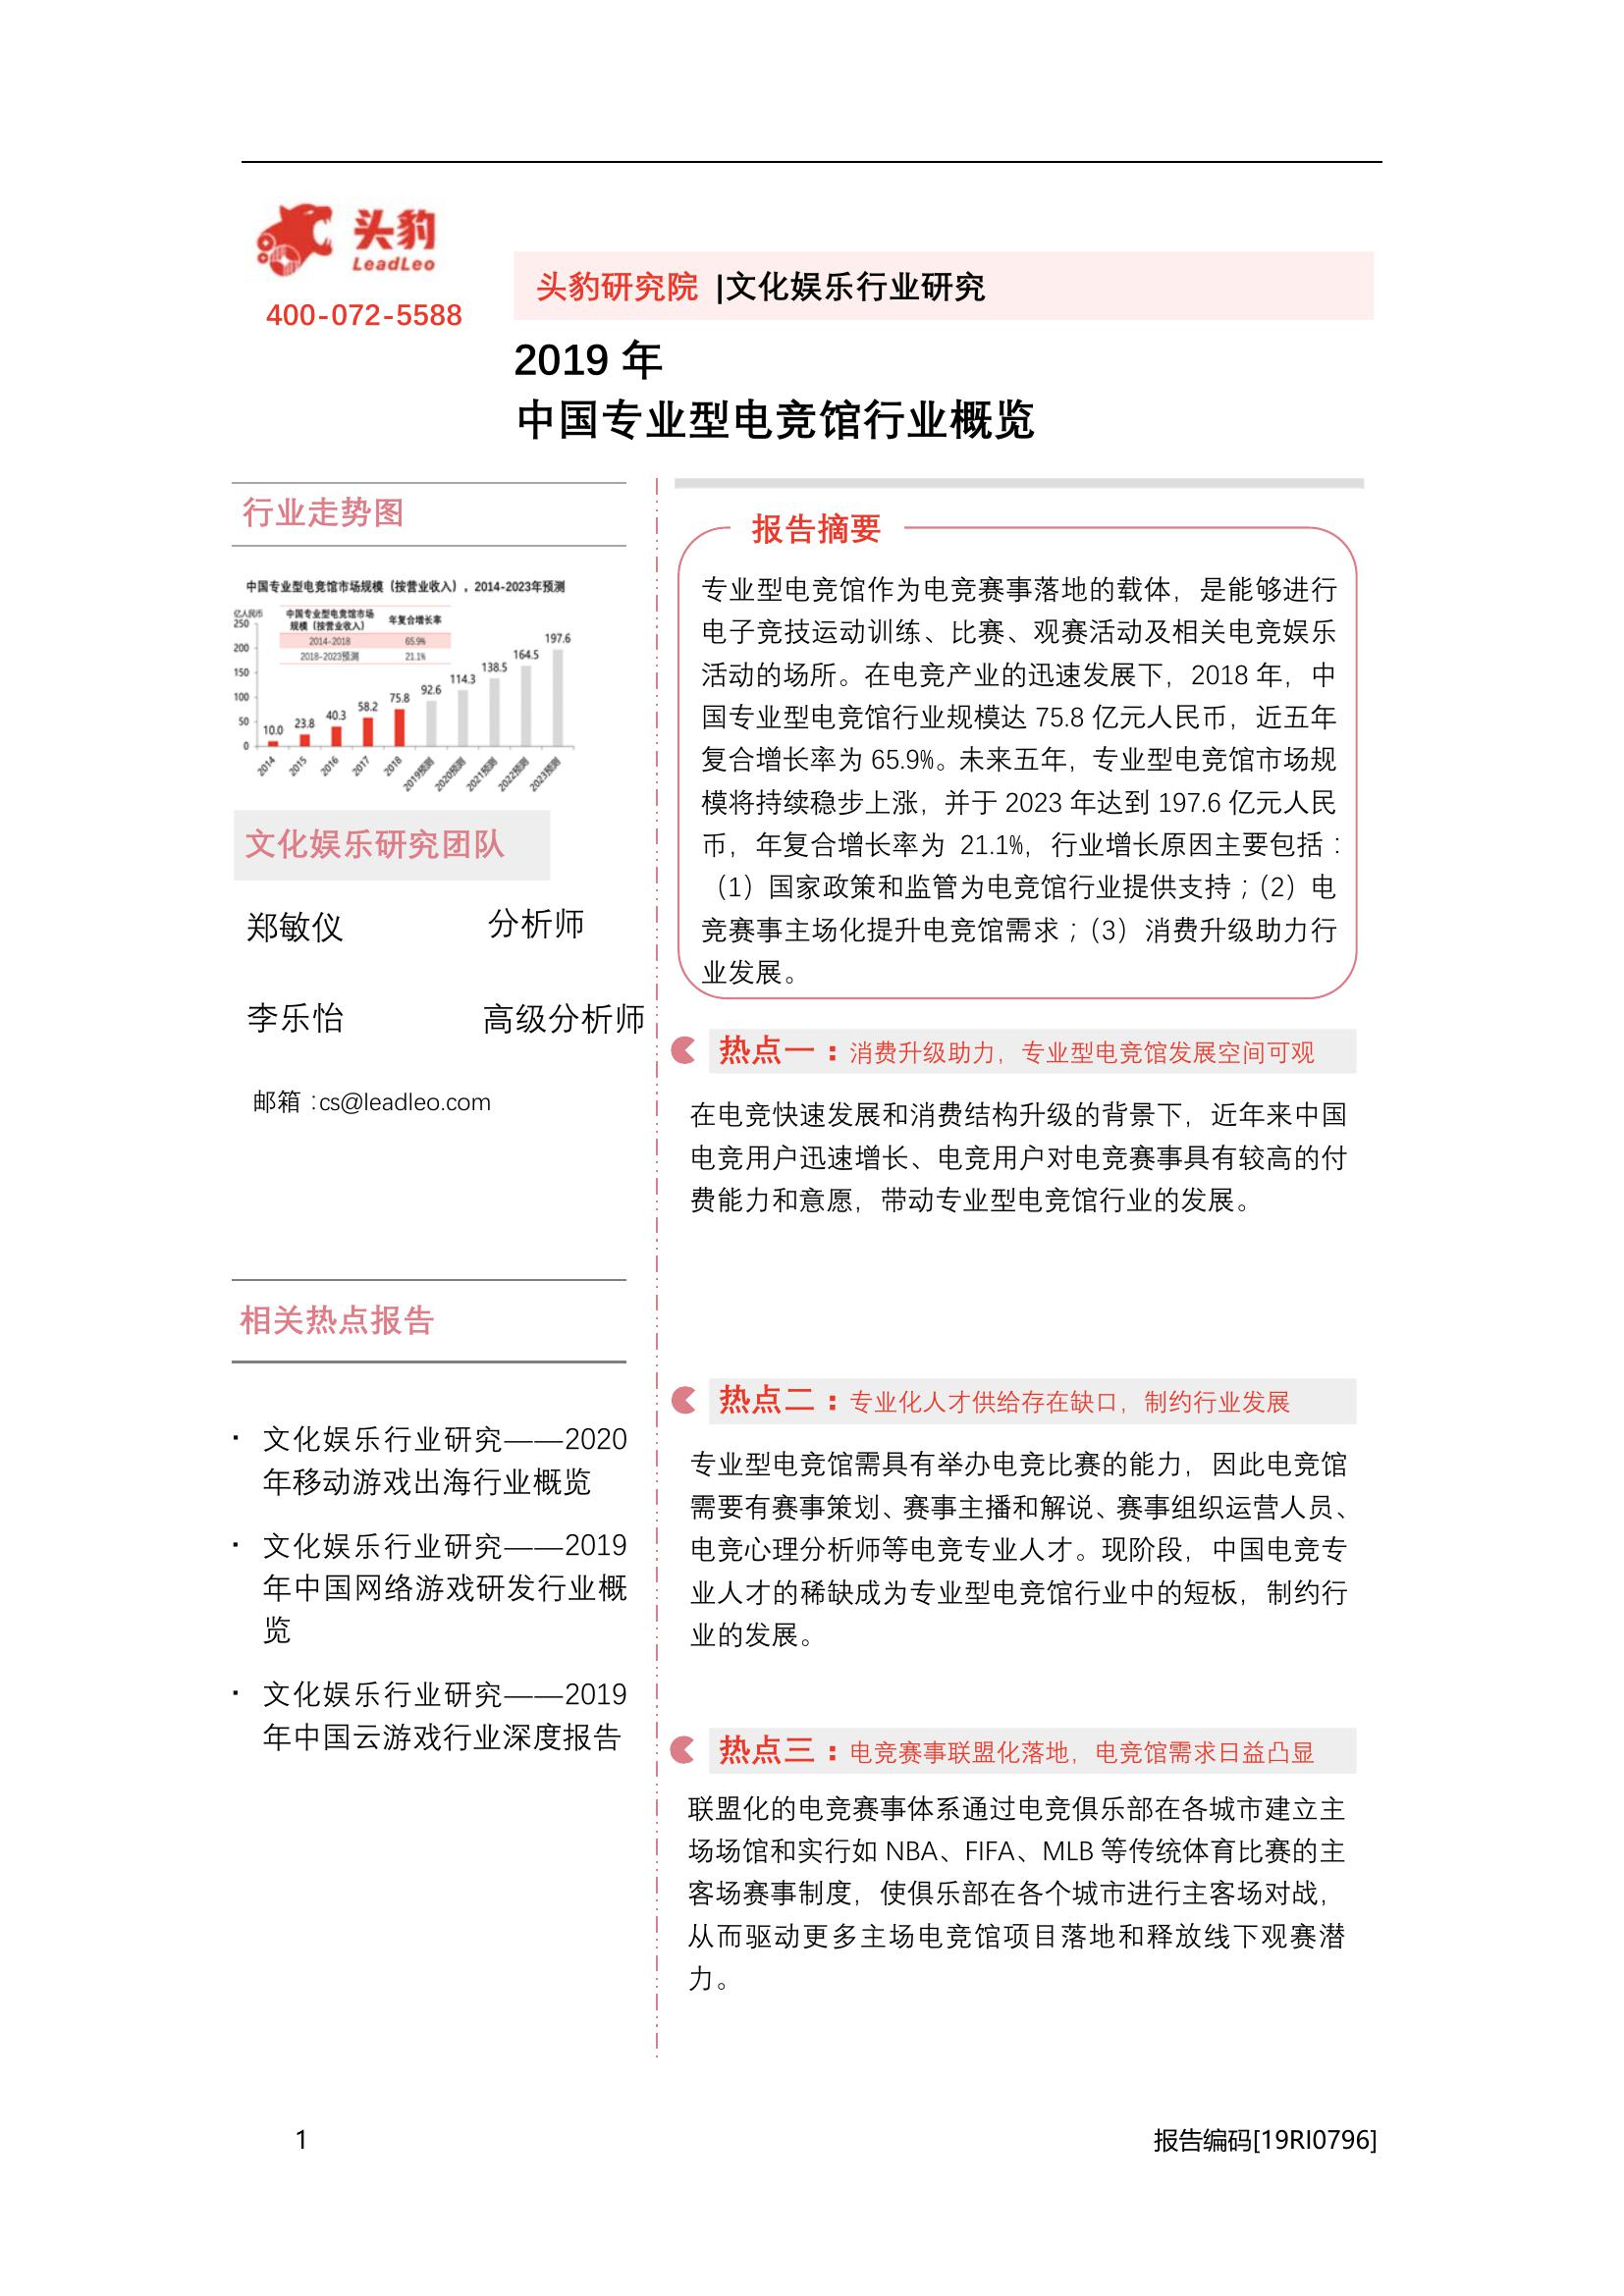 头豹
LeadLeo
400-072-5588
头豹研究院 |文化娱乐行业研究
2019 年
中国专业型电竞馆行业概览
行业走势图
中国专业型电竞馆市场规模（按营业收入），2014-2023年预测
亿人民币
中国专业型电竞馆市场规模（按营业收入） 年复合增长率
2014-2018 65.9%
2018-2023预测 21.1%
250
200
150
100
50
0
10.0 23.8 40.3 58.2 75.8 92.6 114.3 138.5 164.5 197.6
2014 2015 2016 2017 2018 2019预测 2020预测 2021预测 2022预测 2023预测
文化娱乐研究团队
郑敏仪 分析师
李乐怡 高级分析师
邮箱：cs@leadleo.com
相关热点报告
· 文化娱乐行业研究——2020
年移动游戏出海行业概览
· 文化娱乐行业研究——2019
年中国网络游戏研发行业概
览
· 文化娱乐行业研究——2019
年中国云游戏行业深度报告
报告摘要
专业型电竞馆作为电竞赛事落地的载体，是能够进行
电子竞技运动训练、比赛、观赛活动及相关电竞娱乐
活动的场所。在电竞产业的迅速发展下，2018 年，中
国专业型电竞馆行业规模达 75.8 亿元人民币，近五年
复合增长率为 65.9%。未来五年，专业型电竞馆市场规
模将持续稳步上涨，并于 2023 年达到 197.6 亿元人民
币，年复合增长率为 21.1%，行业增长原因主要包括：
（1）国家政策和监管为电竞馆行业提供支持；（2）电
竞赛事主场化提升电竞馆需求；（3）消费升级助力行
业发展。
热点一：消费升级助力，专业型电竞馆发展空间可观
在电竞快速发展和消费结构升级的背景下，近年来中国
电竞用户迅速增长、电竞用户对电竞赛事具有较高的付
费能力和意愿，带动专业型电竞馆行业的发展。
热点二：专业化人才供给存在缺口，制约行业发展
专业型电竞馆需具有举办电竞比赛的能力，因此电竞馆
需要有赛事策划、赛事主播和解说、赛事组织运营人员、
电竞心理分析师等电竞专业人才。现阶段，中国电竞专
业人才的稀缺成为专业型电竞馆行业中的短板，制约行
业的发展。
热点三：电竞赛事联盟化落地，电竞馆需求日益凸显
联盟化的电竞赛事体系通过电竞俱乐部在各城市建立主
场场馆和实行如 NBA、FIFA、MLB 等传统体育比赛的主
客场赛事制度，使俱乐部在各个城市进行主客场对战，
从而驱动更多主场电竞馆项目落地和释放线下观赛潜
力。
1
报告编码[19RI0796]